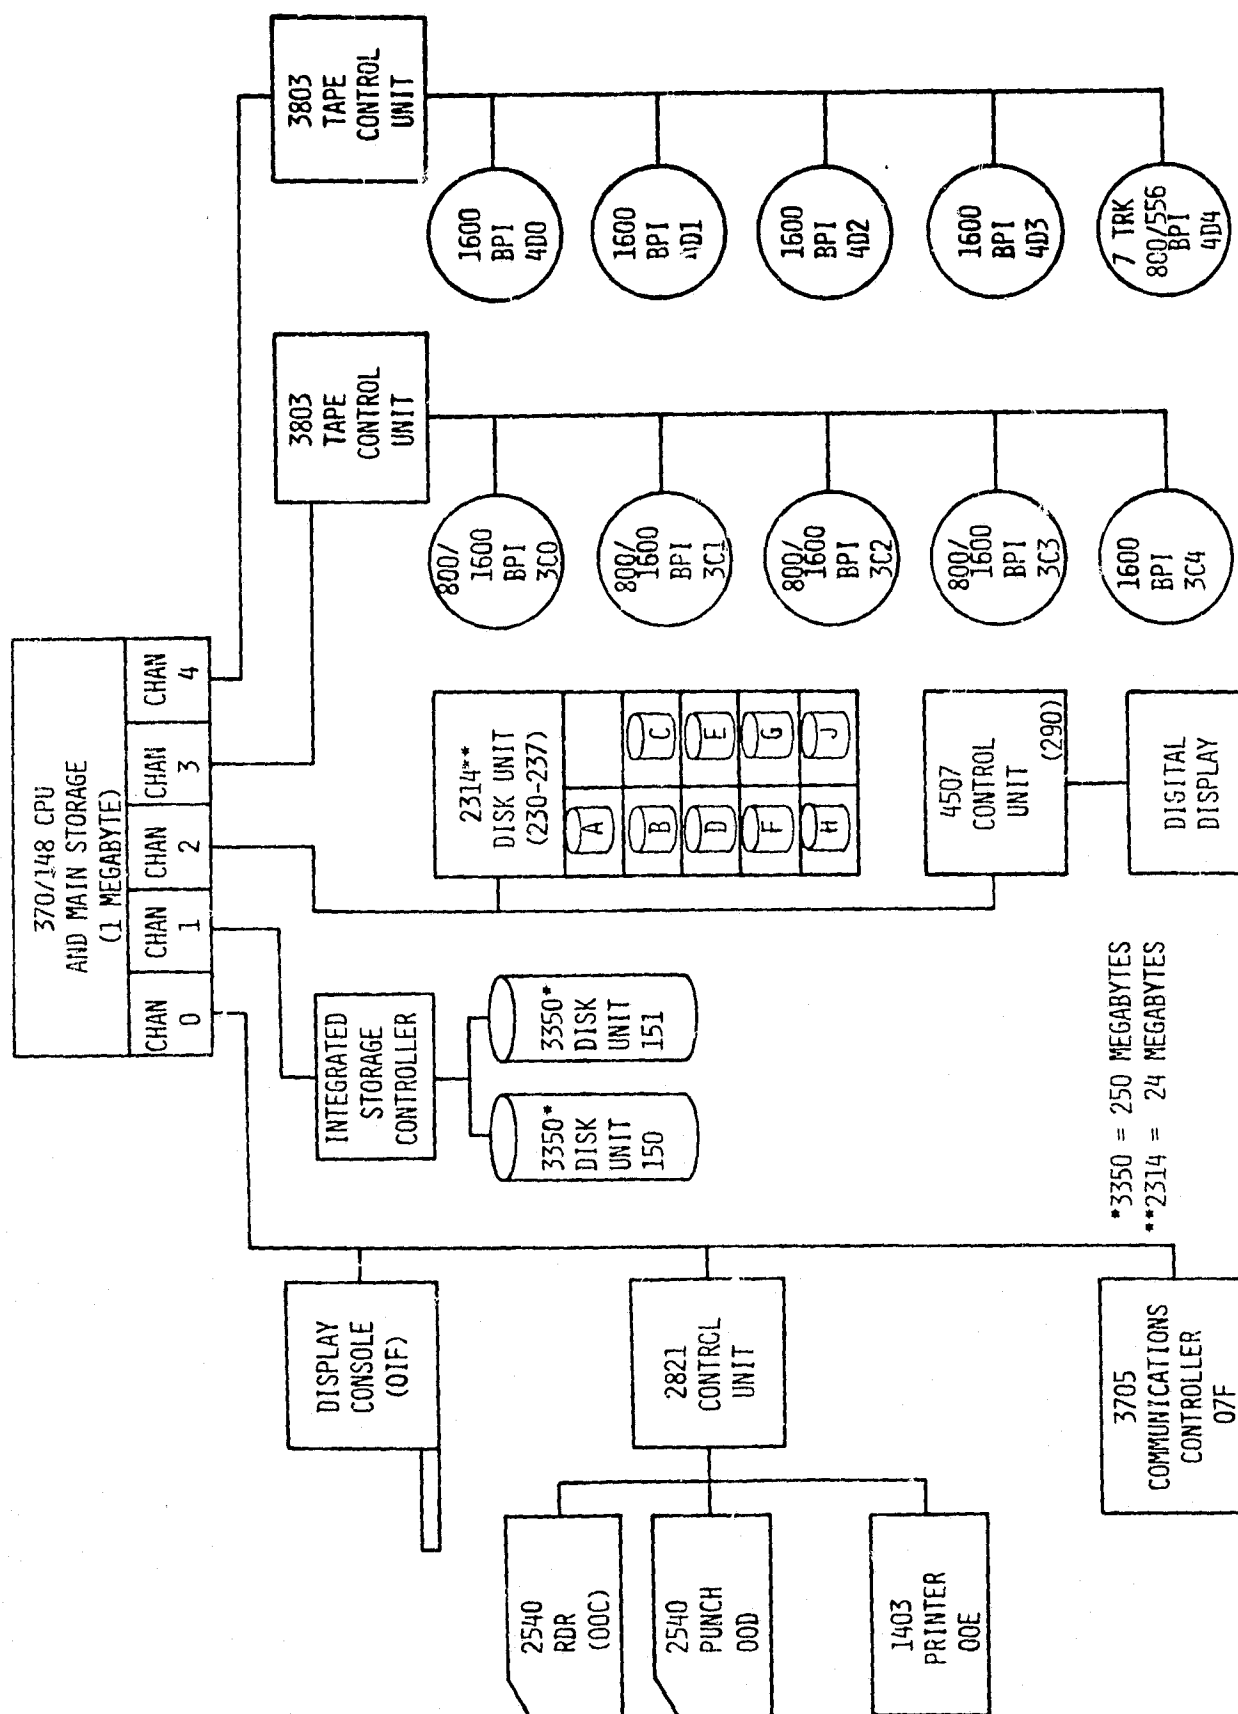 370/148 CPU
AND MAIN STORAGE
(1 MEGABYTE)
CHAN
0
CHAN
1
CHAN
2
CHAN
3
CHAN
4
DISPLAY
CONSOLE
(01F)
2821
CONTROL
UNIT
2540
RDR
(00C)
2540
PUNCH
00D
1403
PRINTER
00E
3705
COMMUNICATIONS
CONTROLLER
07F
INTEGRATED
STORAGE
CONTROLLER
3350*
DISK
UNIT
150
3350*
DISK
UNIT
151
*3350 = 250 MEGABYTES
**2314 = 24 MEGABYTES
2314**
DISK UNIT
(230-237)
A
B
C
D
E
F
G
H
J
4507
CONTROL
UNIT
(290)
DIGITAL
DISPLAY
3803
TAPE
CONTROL
UNIT
800/
1600
BPI
3C0
800/
1600
BPI
3C1
800/
1600
BPI
3C2
800/
1600
BPI
3C3
1600
BPI
3C4
3803
TAPE
CONTROL
UNIT
1600
BPI
4D0
1600
BPI
4D1
1600
BPI
4D2
1600
BPI
4D3
7 TRK
800/556
BPI
4D4